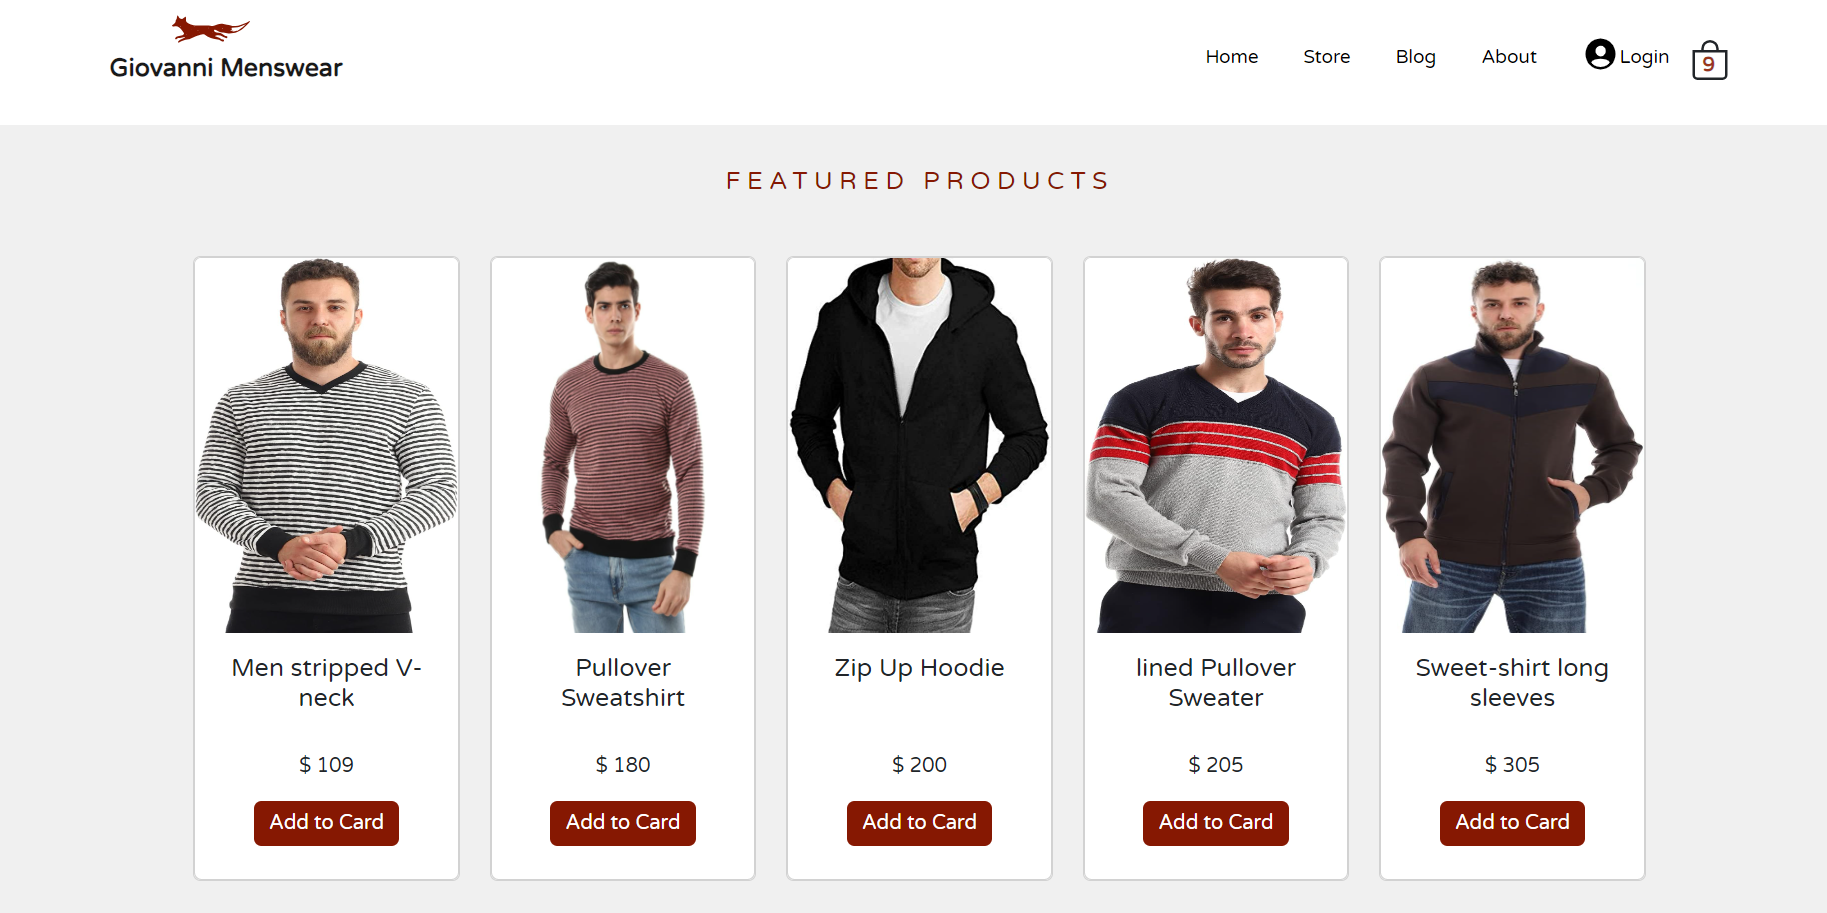 Giovanni Menswear
Home
Store
Blog
About
Login
9
FEATURED PRODUCTS
Men stripped V-
neck
$ 109
Add to Card
Pullover
Sweatshirt
$ 180
Add to Card
Zip Up Hoodie
$ 200
Add to Card
lined Pullover
Sweater
$ 205
Add to Card
Sweet-shirt long
sleeves
$ 305
Add to Card